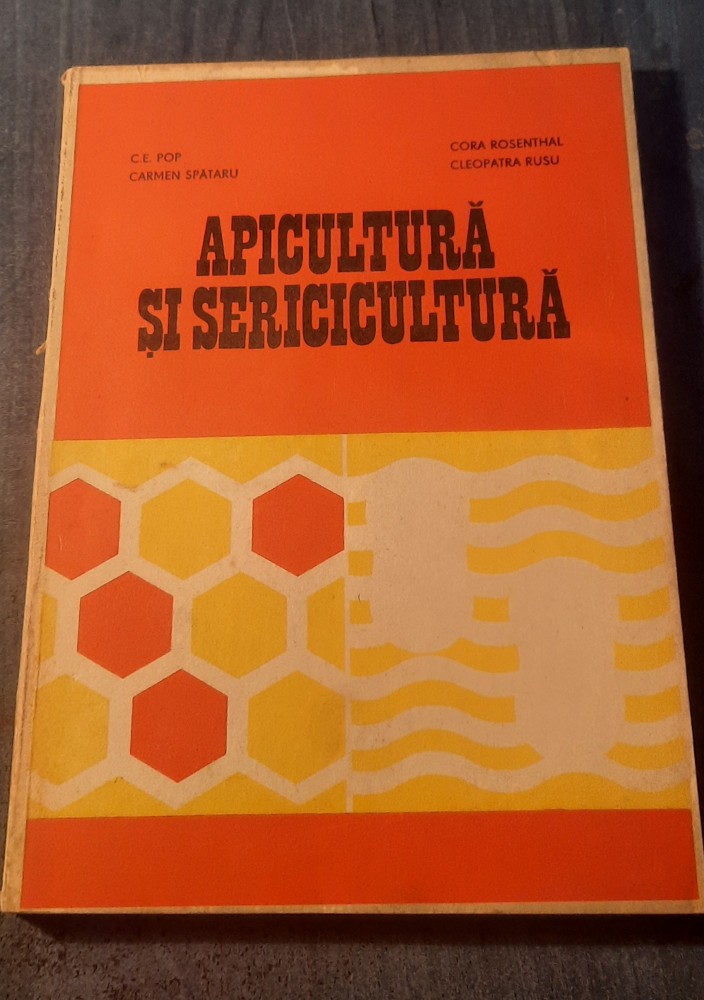 C.E. POP
CARMEN SPĂTARU
CORA ROSENTHAL
CLEOPATRA RUSU
APICULTURĂ
ȘI SERICICULTURĂ